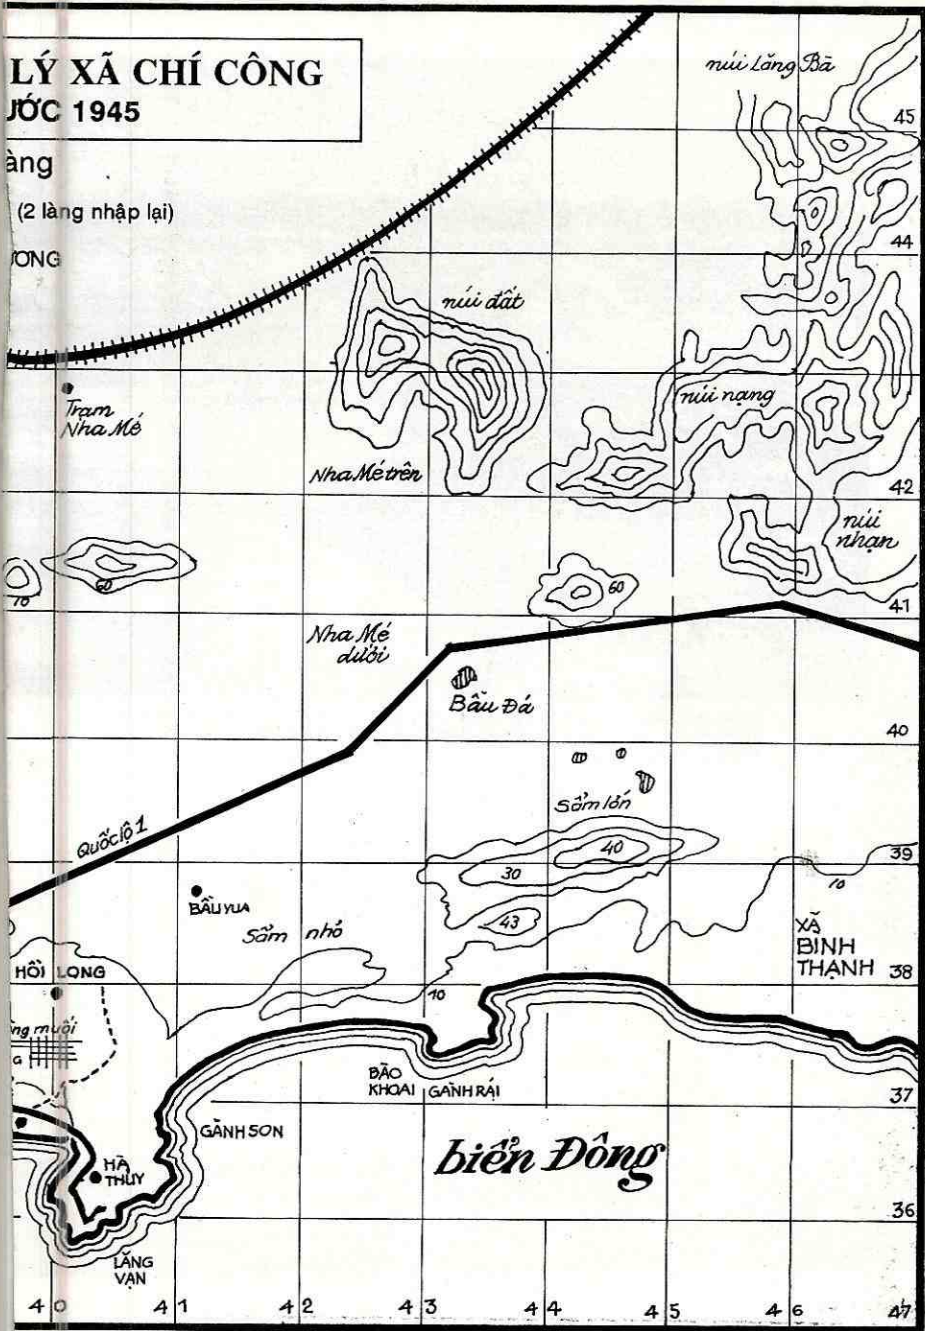 LÝ XÃ CHÍ CÔNG
ƯỚC 1945
àng
(2 làng nhập lại)
ƯƠNG
núi Lăng Bà
45
44
núi đất
Trạm
Nha Mé
núi nạng
Nha Mé trên
42
núi
nhạn
70
60
60
41
Nha Mé
dưới
Bầu Đá
40
Sẩm lớn
Quốc lộ 1
40
39
30
10
BẦU YUA
43
Sẩm nhỏ
XÃ
BINH
THẠNH
HỒI LONG
38
10
ng muối
G
BÃO
KHOAI
GÀNH RÁI
37
GÀNH SON
biển Đông
HÀ
THUỶ
36
LĂNG
VẠN
40 41 42 43 44 45 46 47